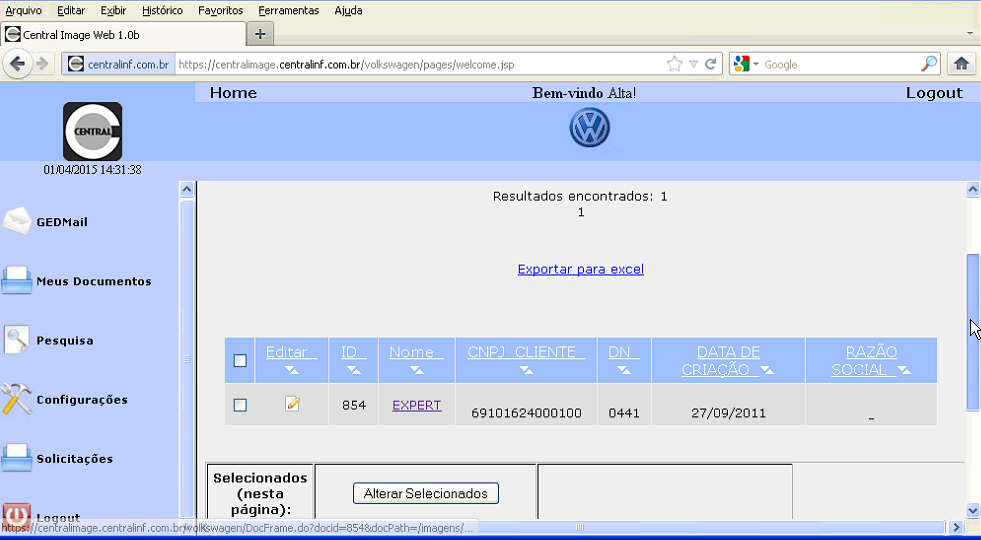 Arquivo Editar Exibir Histórico Favoritos Ferramentas Ajuda
Central Image Web 1.0b
centralinf.com.br https://centralimage.centralinf.com.br/volkswagen/pages/welcome.jsp Google
Home Bem-vindo Alta! Logout
CENTRAL
01/04/2015 14:31:38
GEDMail
Meus Documentos
Pesquisa
Configurações
Solicitações
Logout
Resultados encontrados: 1
1
Exportar para excel
Editar ID Nome CNPJ_CLIENTE DN DATA DE CRIAÇÃO RAZÃO SOCIAL
854 EXPERT 69101624000100 0441 27/09/2011 _
Selecionados
(nesta
página):
Alterar Selecionados
https://centralimage.centralinf.com.br/volkswagen/DocFrame.do?docid=854&docPath=/imagens/...